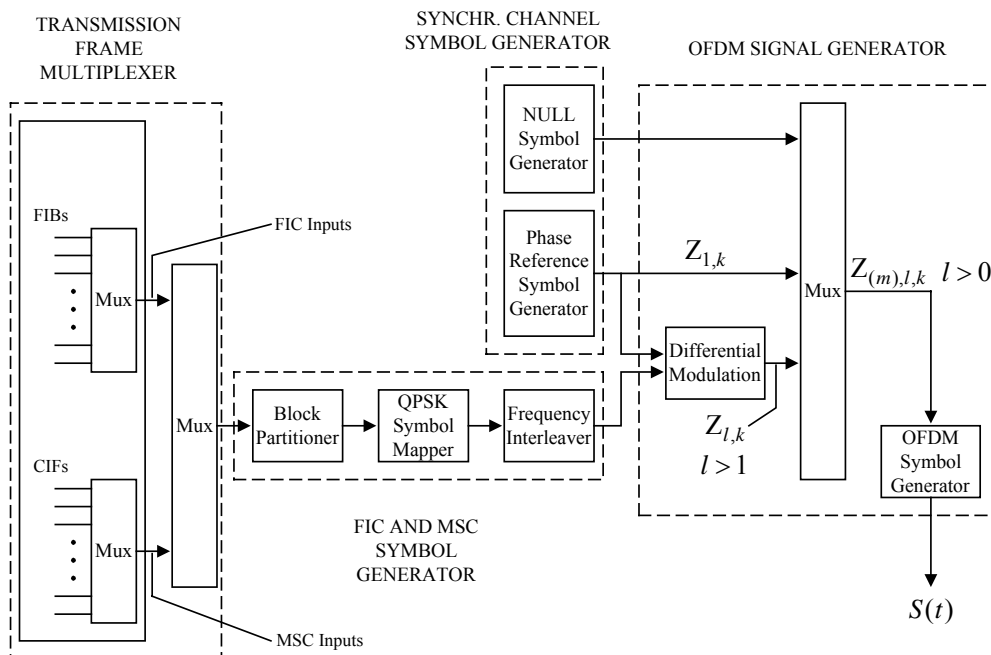 TRANSMISSION
FRAME
MULTIPLEXER
SYNCHR. CHANNEL
SYMBOL GENERATOR
OFDM SIGNAL GENERATOR
NULL
Symbol
Generator
FIBs
FIC Inputs
Mux
Phase
Reference
Symbol
Generator
Z1,k
Mux
Z(m),l,k l > 0
Differential
Modulation
Mux
Block
Partitioner
QPSK
Symbol
Mapper
Frequency
Interleaver
Zl,k
l > 1
OFDM
Symbol
Generator
CIFs
Mux
FIC AND MSC
SYMBOL
GENERATOR
MSC Inputs
S(t)